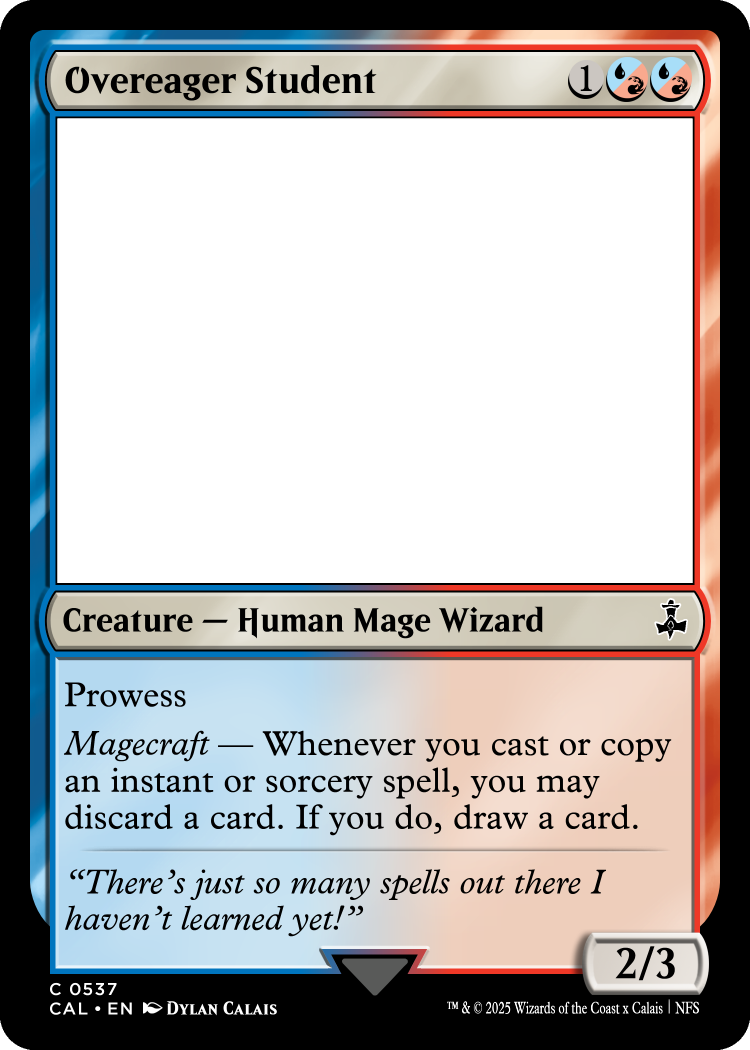 Overeager Student 1
Creature — Human Mage Wizard
Prowess
Magecraft — Whenever you cast or copy
an instant or sorcery spell, you may
discard a card. If you do, draw a card.
“There’s just so many spells out there I
haven’t learned yet!”
2/3
C 0537
CAL • EN DYLAN CALAIS
™ & © 2025 Wizards of the Coast x Calais | NFS